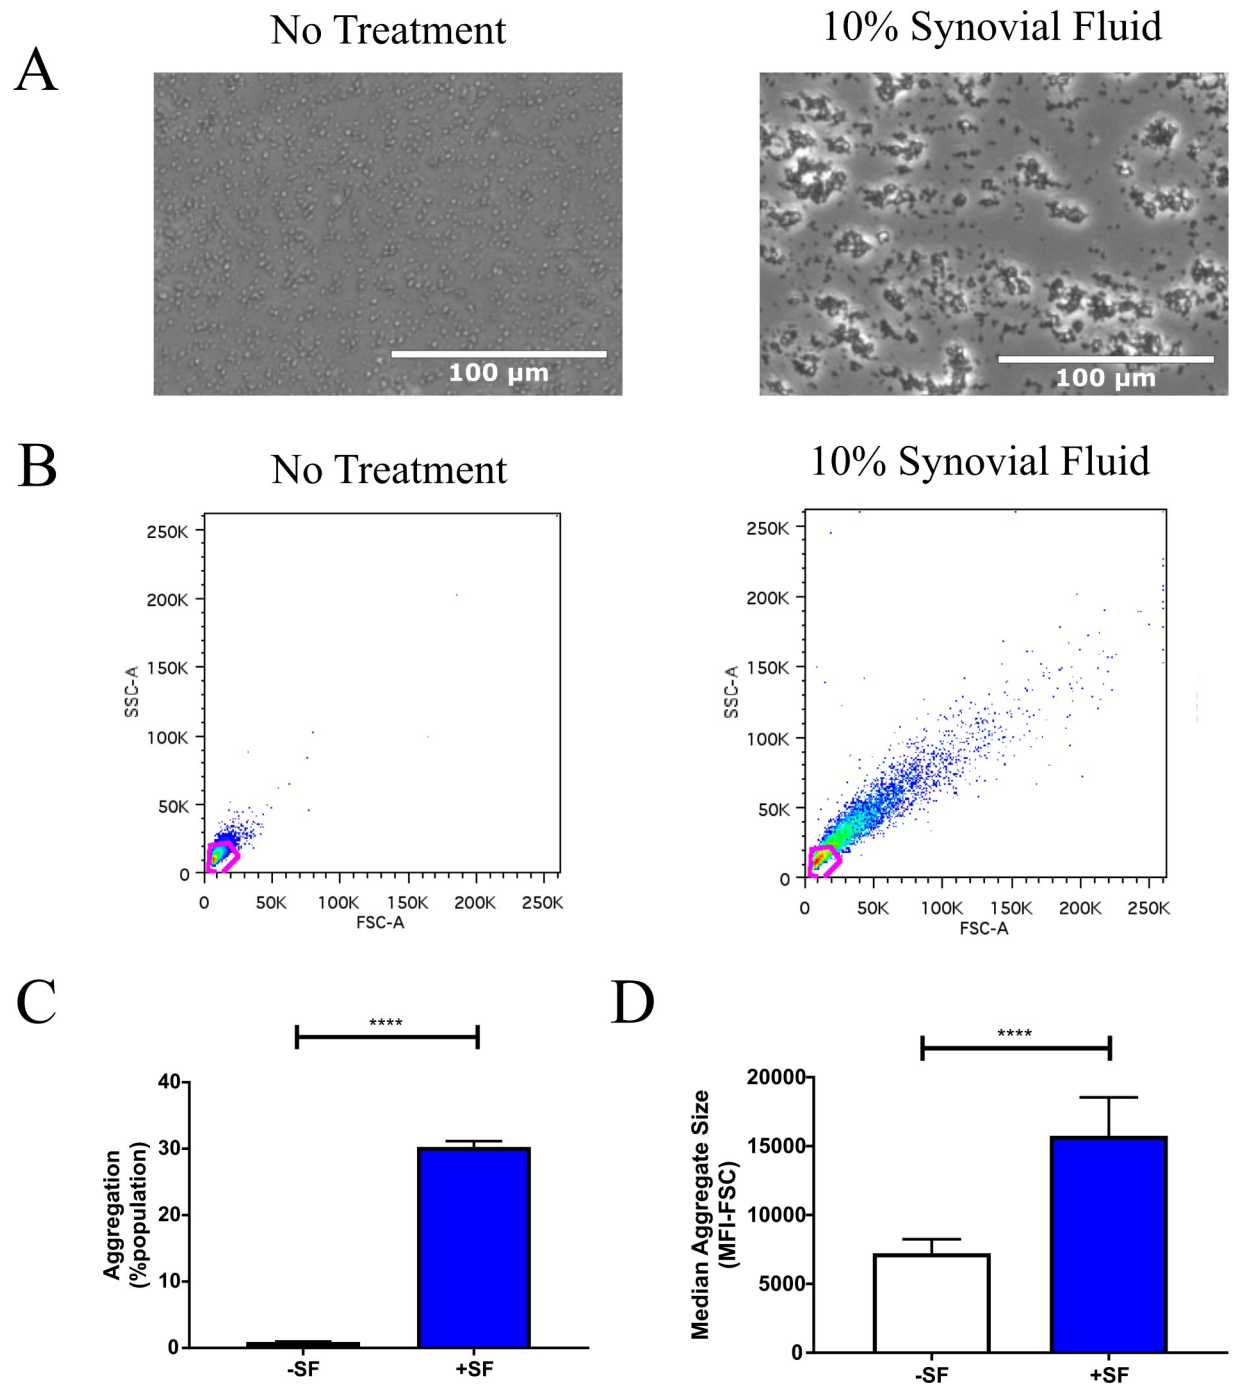 No Treatment
10% Synovial Fluid
A
100 µm
100 µm
B
No Treatment
10% Synovial Fluid
250K
200K
150K
100K
50K
0
SSC-A
0 50K 100K 150K 200K 250K
FSC-A
250K
200K
150K
100K
50K
0
SSC-A
0 50K 100K 150K 200K 250K
FSC-A
C
****
40
30
20
10
0
Aggregation
(%population)
-SF +SF
D
****
20000
15000
10000
5000
0
Median Aggregate Size
(MFI-FSC)
-SF +SF